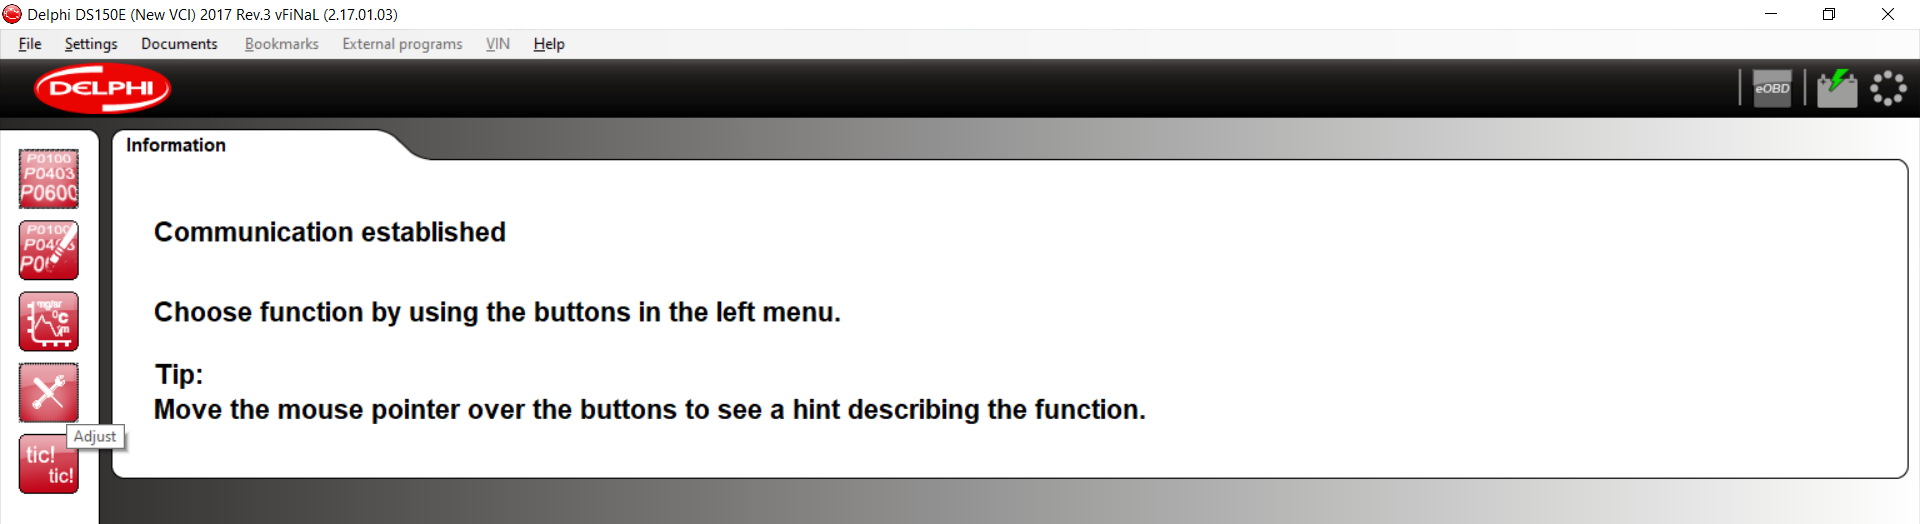 Delphi DS150E (New VCI) 2017 Rev.3 vFiNaL (2.17.01.03)
File Settings Documents Bookmarks External programs VIN Help
DELPHI
eOBD
Information
P0100
P0403
P0600
Communication established
P0100
Choose function by using the buttons in the left menu.
mg/sr
°C
Tip:
Move the mouse pointer over the buttons to see a hint describing the function.
Adjust
tic!
tic!